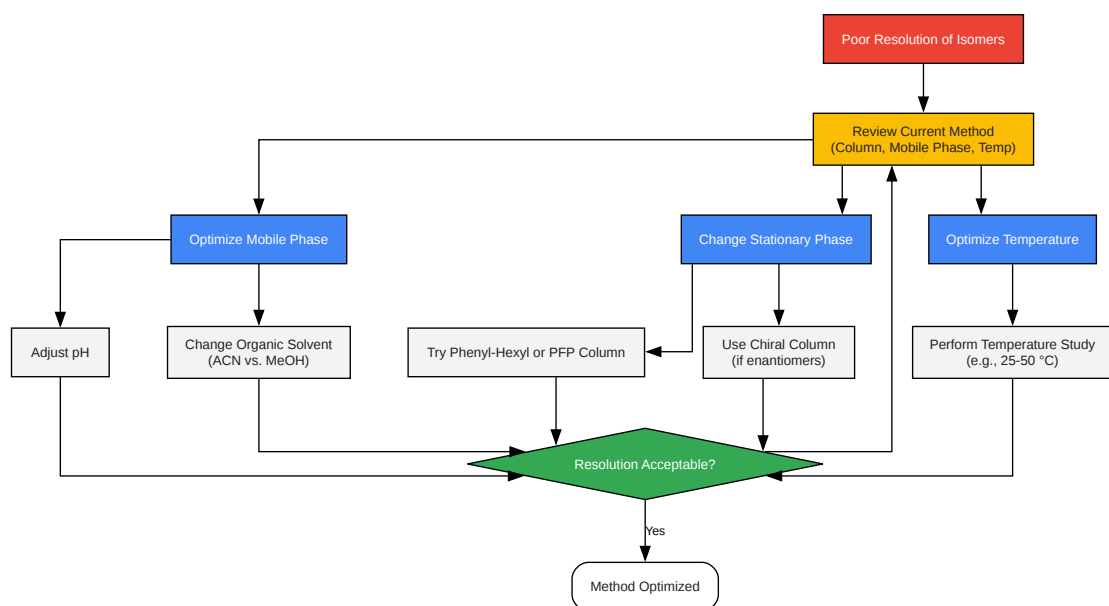 Poor Resolution of Isomers
Review Current Method
(Column, Mobile Phase, Temp)
Optimize Mobile Phase
Change Stationary Phase
Optimize Temperature
Adjust pH
Change Organic Solvent
(ACN vs. MeOH)
Try Phenyl-Hexyl or PFP Column
Use Chiral Column
(if enantiomers)
Perform Temperature Study
(e.g., 25-50 °C)
Resolution Acceptable?
Yes
Method Optimized